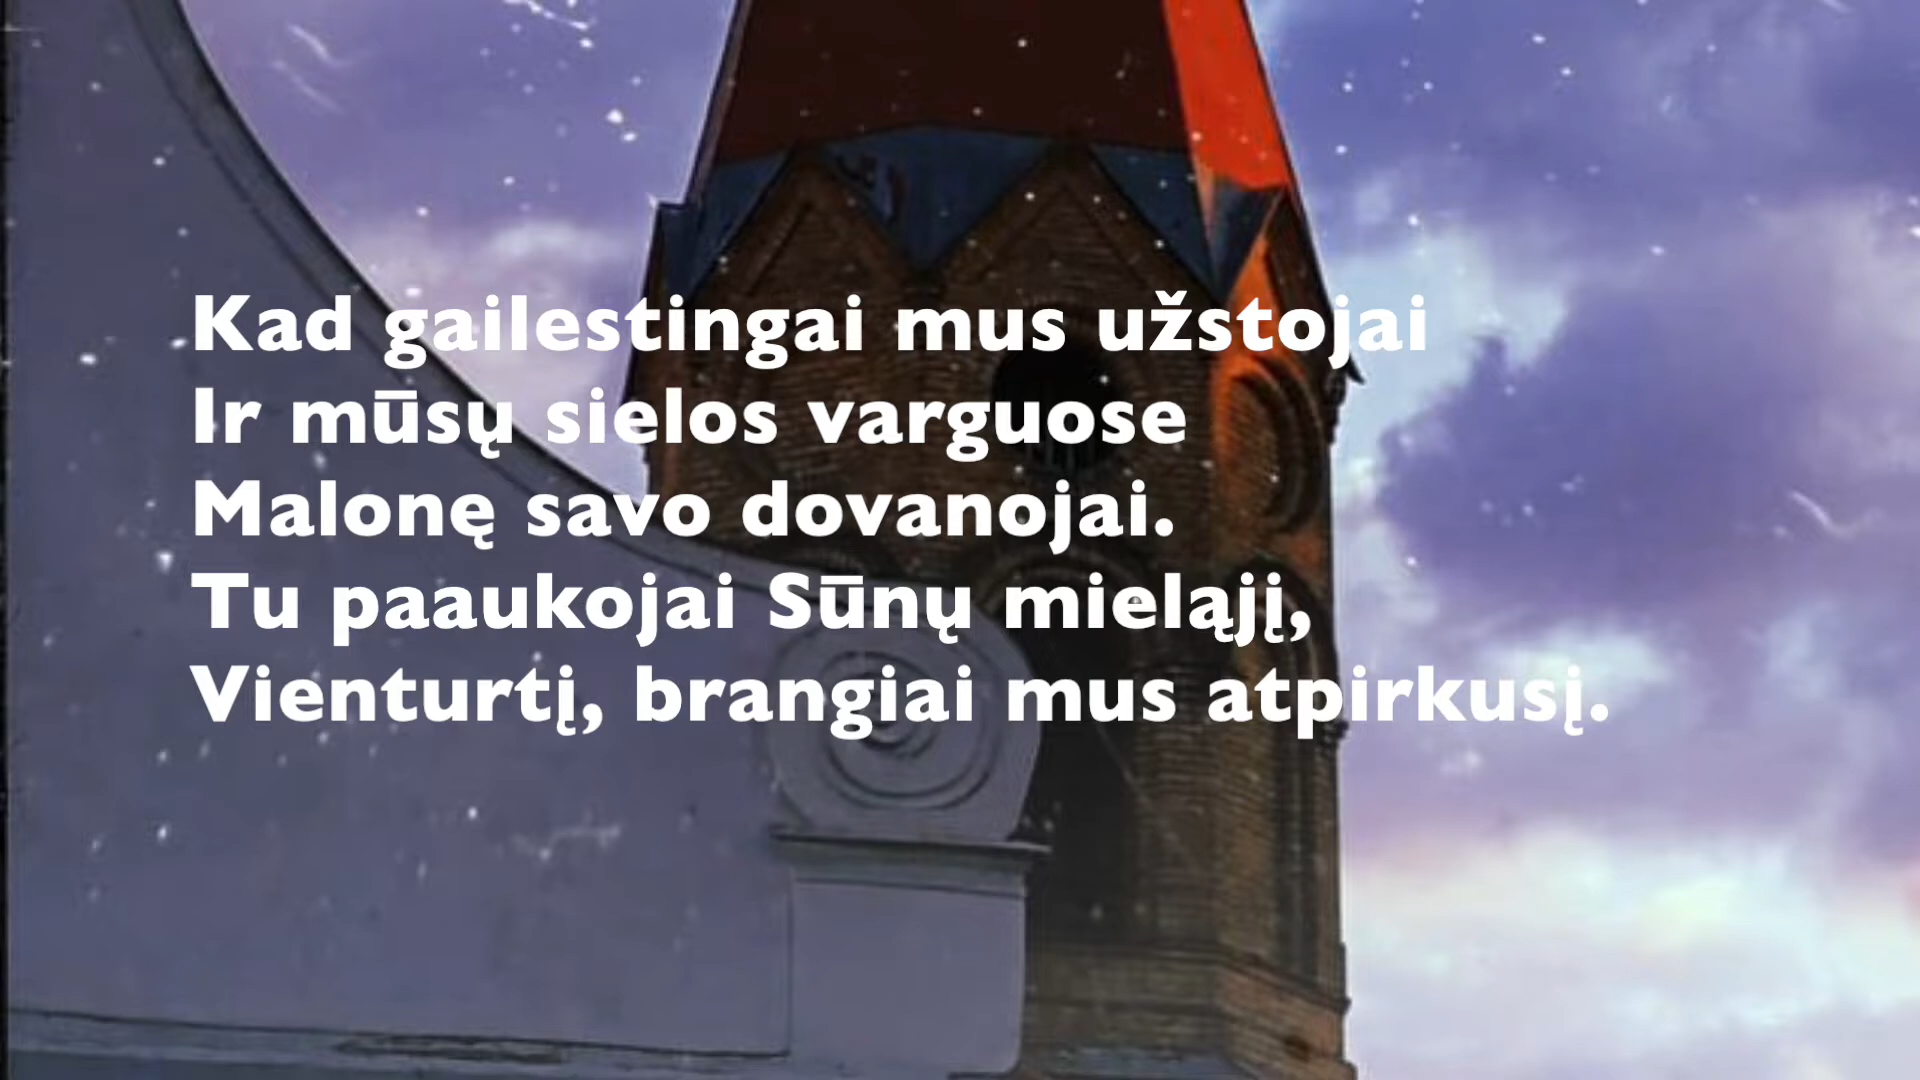 Kad gailestingai mus užstojai
Ir mūsų sielos varguose
Malonę savo dovanojai.
Tu paaukojai Sūnų mieląjį,
Vienturtį, brangiai mus atpirkusį.